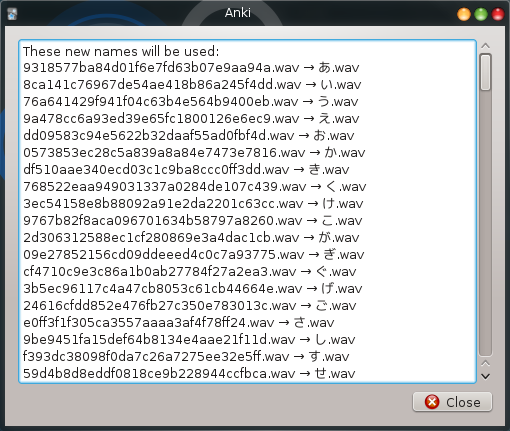 Anki
These new names will be used:
9318577ba84d01f6e7fd63b07e9aa94a.wav → あ.wav
8ca141c76967de54ae418b86a245f4dd.wav → い.wav
76a641429f941f04c63b4e564b9400eb.wav → う.wav
9a478cc6a93ed39e65fc1800126e6ec9.wav → え.wav
dd09583c94e5622b32daaf55ad0fbf4d.wav → お.wav
0573853ec28c5a839a8a84e7473e7816.wav → か.wav
df510aae340ecd03c1c9ba8ccc0ff3dd.wav → き.wav
768522eaa949031337a0284de107c439.wav → く.wav
3ec54158e8b88092a91e2da2201c63cc.wav → け.wav
9767b82f8aca096701634b58797a8260.wav → こ.wav
2d306312588ec1cf280869e3a4dac1cb.wav → が.wav
09e27852156cd09ddeeed4c0c7a93775.wav → ぎ.wav
cf4710c9e3c86a1b0ab27784f27a2ea3.wav → ぐ.wav
3b5ec96117c4a47cb8053c61cb44664e.wav → げ.wav
24616cfdd852e476fb27c350e783013c.wav → ご.wav
e0ff3f1f305ca3557aaaa3af4f78ff24.wav → さ.wav
9be9451fa15def64b8134e4aae21f11d.wav → し.wav
f393dc38098f0da7c26a7275ee32e5ff.wav → す.wav
59d4b8d8eddf0818ce9b228944ccfbca.wav → せ.wav
Close